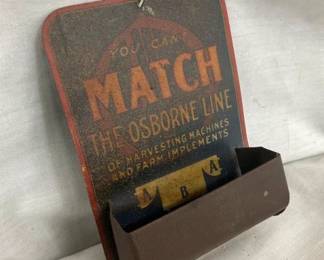 YOU CAN'T
MATCH
THE OSBORNE LINE
OF HARVESTING MACHINES
AND FARM IMPLEMENTS
A B A